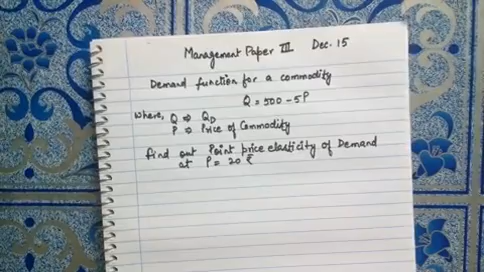 Management Paper III Dec. 15
Demand function for a commodity
Q = 500 - 5P
Where, Q ⇒ QD
P ⇒ Price of Commodity
Find out Point price elasticity of Demand
at P = 20 ₹